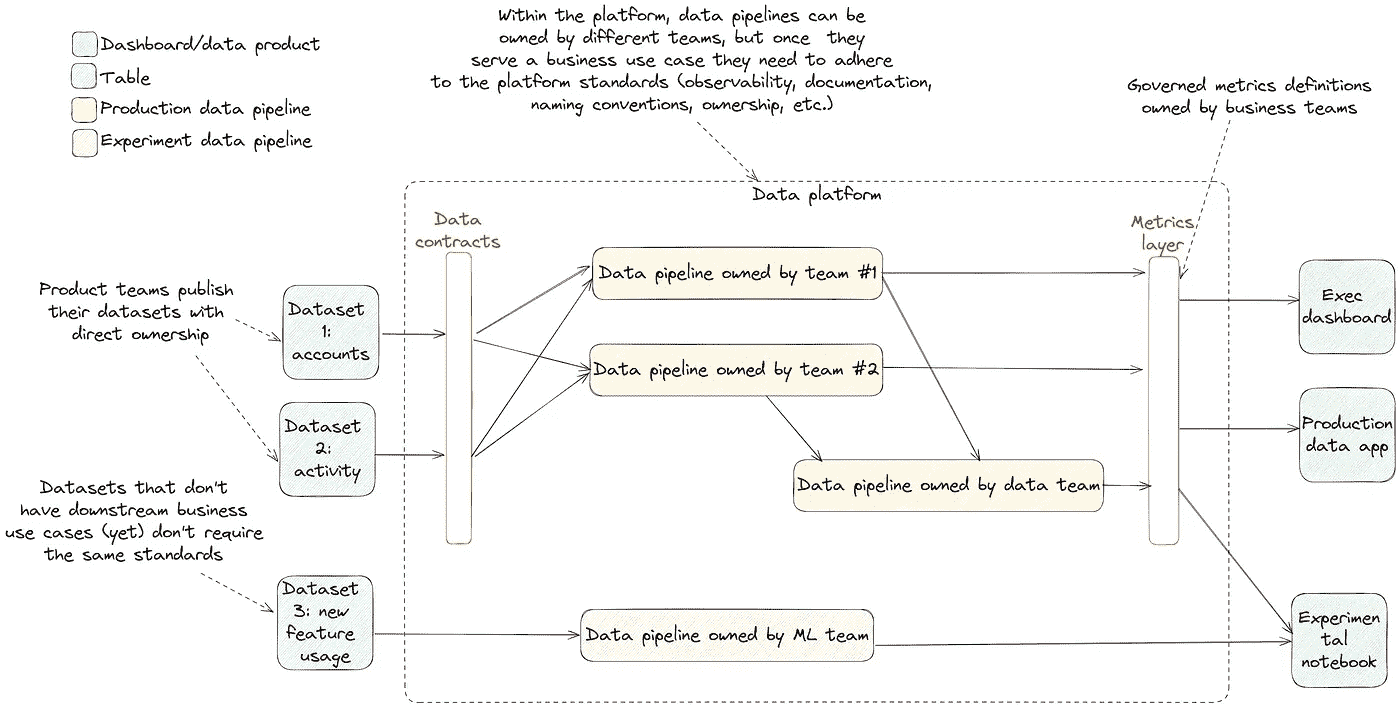 Within the platform, data pipelines can be
owned by different teams, but once they
serve a business use case they need to adhere
to the platform standards (observability, documentation,
naming conventions, ownership, etc.)
Dashboard/data product
Table
Production data pipeline
Experiment data pipeline
Governed metrics definitions
owned by business teams
Data platform
Data
contracts
Metrics
layer
Product teams publish
their datasets with
direct ownership
Dataset
1:
accounts
Dataset
2:
activity
Datasets that don't
have downstream business
use cases (yet) don't require
the same standards
Dataset
3: new
feature
usage
Data pipeline owned by team #1
Data pipeline owned by team #2
Data pipeline owned by data team
Data pipeline owned by ML team
Exec
dashboard
Production
data app
Experimen
tal
notebook